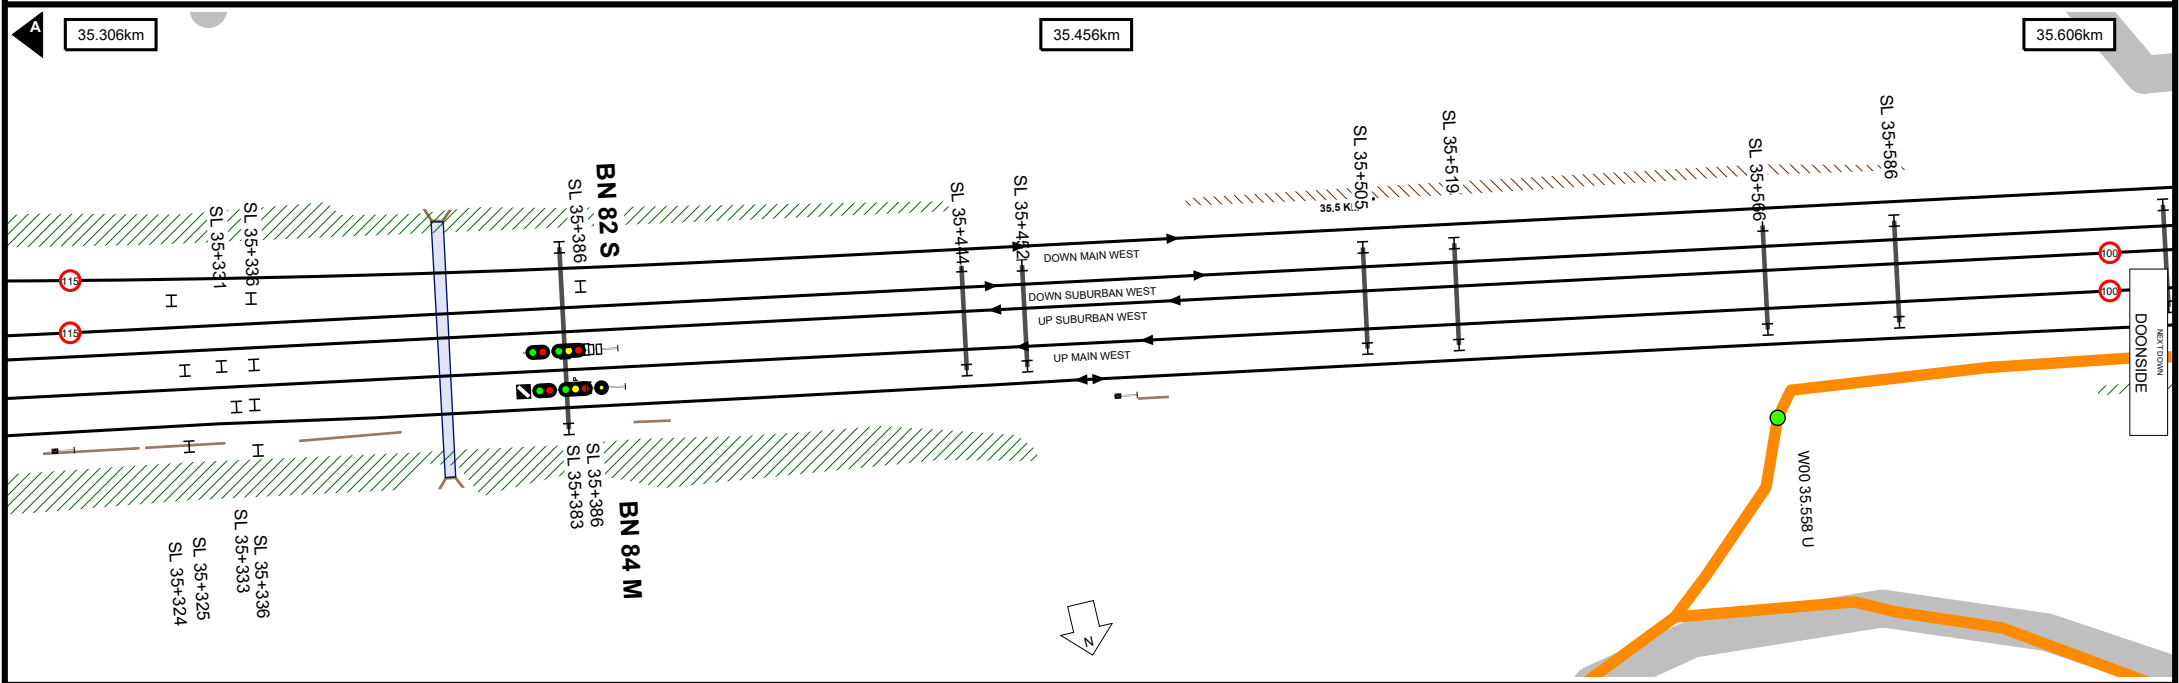 A
35.306km
35.456km
35.606km
SL 35+331
SL 35+336
SL 35+386
BN 82 S
SL 35+444
SL 35+452
SL 35+505
SL 35+519
SL 35+566
SL 35+586
35.5 K
115
115
DOWN MAIN WEST
DOWN SUBURBAN WEST
UP SUBURBAN WEST
UP MAIN WEST
100
100
DOONSIDE
NEXT DOWN
SL 35+383
SL 35+386
BN 84 M
SL 35+324
SL 35+325
SL 35+333
SL 35+336
W00 35.558 U
N